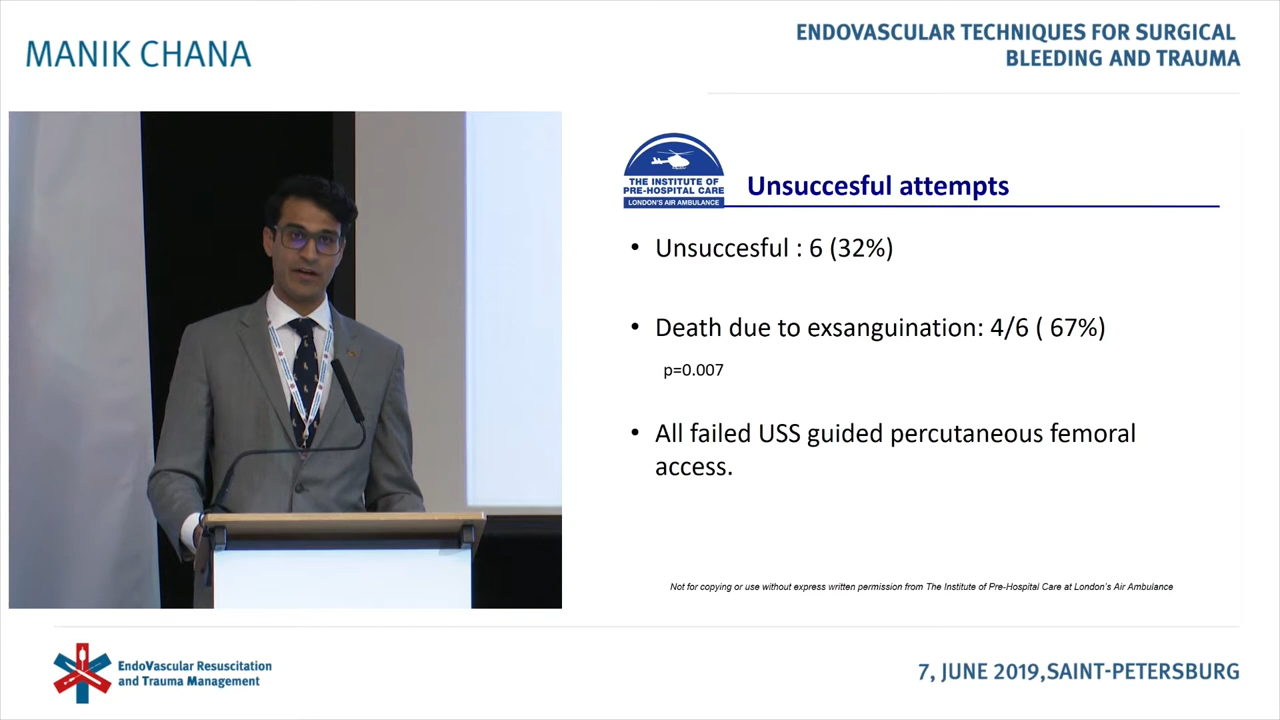 MANIK CHANA
ENDOVASCULAR TECHNIQUES FOR SURGICAL
BLEEDING AND TRAUMA
THE INSTITUTE OF
PRE-HOSPITAL CARE
LONDON'S AIR AMBULANCE
Unsuccesful attempts
• Unsuccesful : 6 (32%)
• Death due to exsanguination: 4/6 ( 67%)
p=0.007
• All failed USS guided percutaneous femoral
access.
Not for copying or use without express written permission from The Institute of Pre-Hospital Care at London's Air Ambulance
EndoVascular Resuscitation
and Trauma Management
7, JUNE 2019,SAINT-PETERSBURG